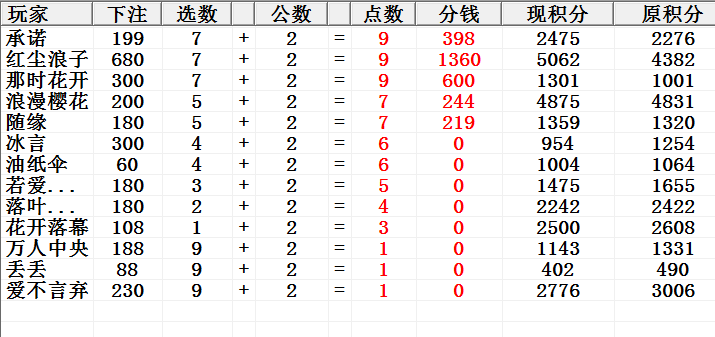 玩家 下注 选数 公数 点数 分钱 现积分 原积分
承诺 199 7 + 2 = 9 398 2475 2276
红尘浪子 680 7 + 2 = 9 1360 5062 4382
那时花开 300 7 + 2 = 9 600 1301 1001
浪漫樱花 200 5 + 2 = 7 244 4875 4831
随缘 180 5 + 2 = 7 219 1359 1320
冰言 300 4 + 2 = 6 0 954 1254
油纸伞 60 4 + 2 = 6 0 1004 1064
若爱... 180 3 + 2 = 5 0 1475 1655
落叶... 180 2 + 2 = 4 0 2242 2422
花开落幕 108 1 + 2 = 3 0 2500 2608
万人中央 188 9 + 2 = 1 0 1143 1331
丢丢 88 9 + 2 = 1 0 402 490
爱不言弃 230 9 + 2 = 1 0 2776 3006